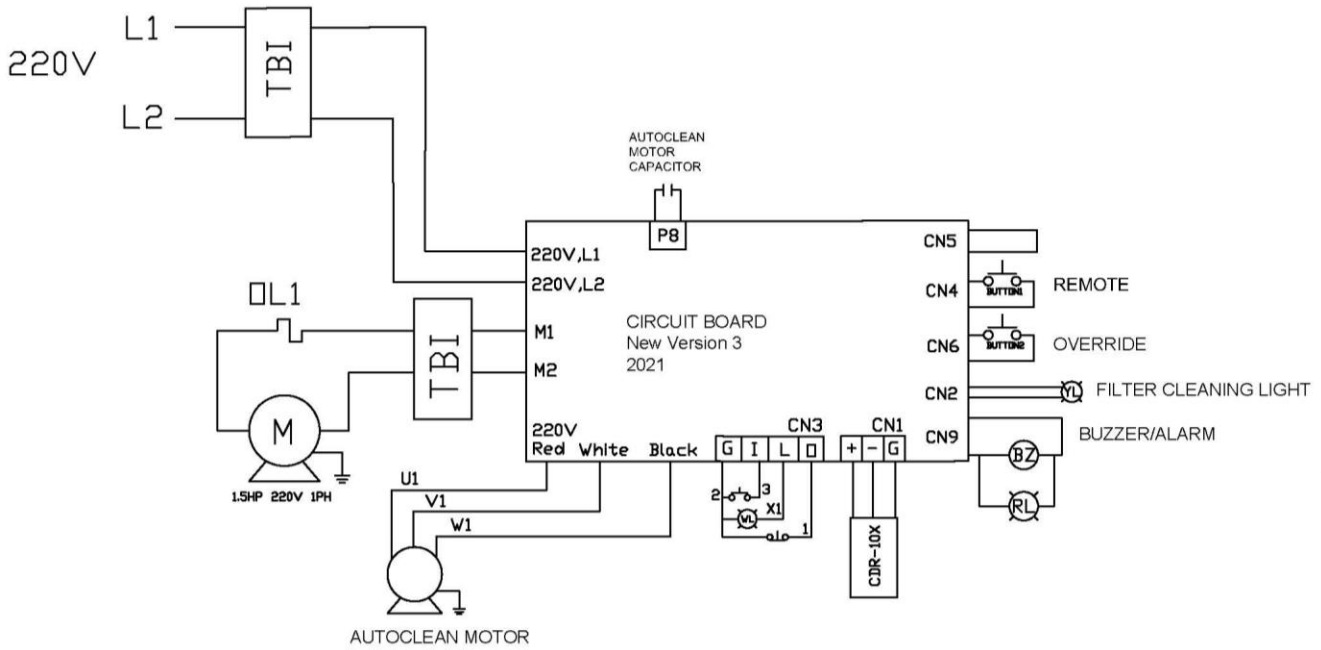 L1
220V
L2
TBI
AUTOCLEAN
MOTOR
CAPACITOR
P8
220V,L1
220V,L2
M1
M2
CIRCUIT BOARD
New Version 3
2021
CN5
CN4
BUTTON1
REMOTE
CN6
BUTTON2
OVERRIDE
CN2
YL
FILTER CLEANING LIGHT
CN9
BUZZER/ALARM
BZ
RL
OL1
TBI
M
1.5HP 220V 1PH
220V
Red White Black
CN3
G I L O
CN1
+ - G
2 3
WL X1
1
CDR-10X
U1
V1
W1
AUTOCLEAN MOTOR